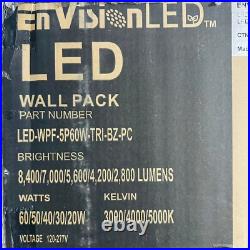 EnVisionLED™
LED
WALL PACK
PART NUMBER
LED-WPF-5P60W-TRI-BZ-PC
BRIGHTNESS
8,400/7,000/5,600/4,200/2,800 LUMENS
WATTS KELVIN
60/50/40/30/20W 3000/4000/5000K
VOLTAGE 120-277V